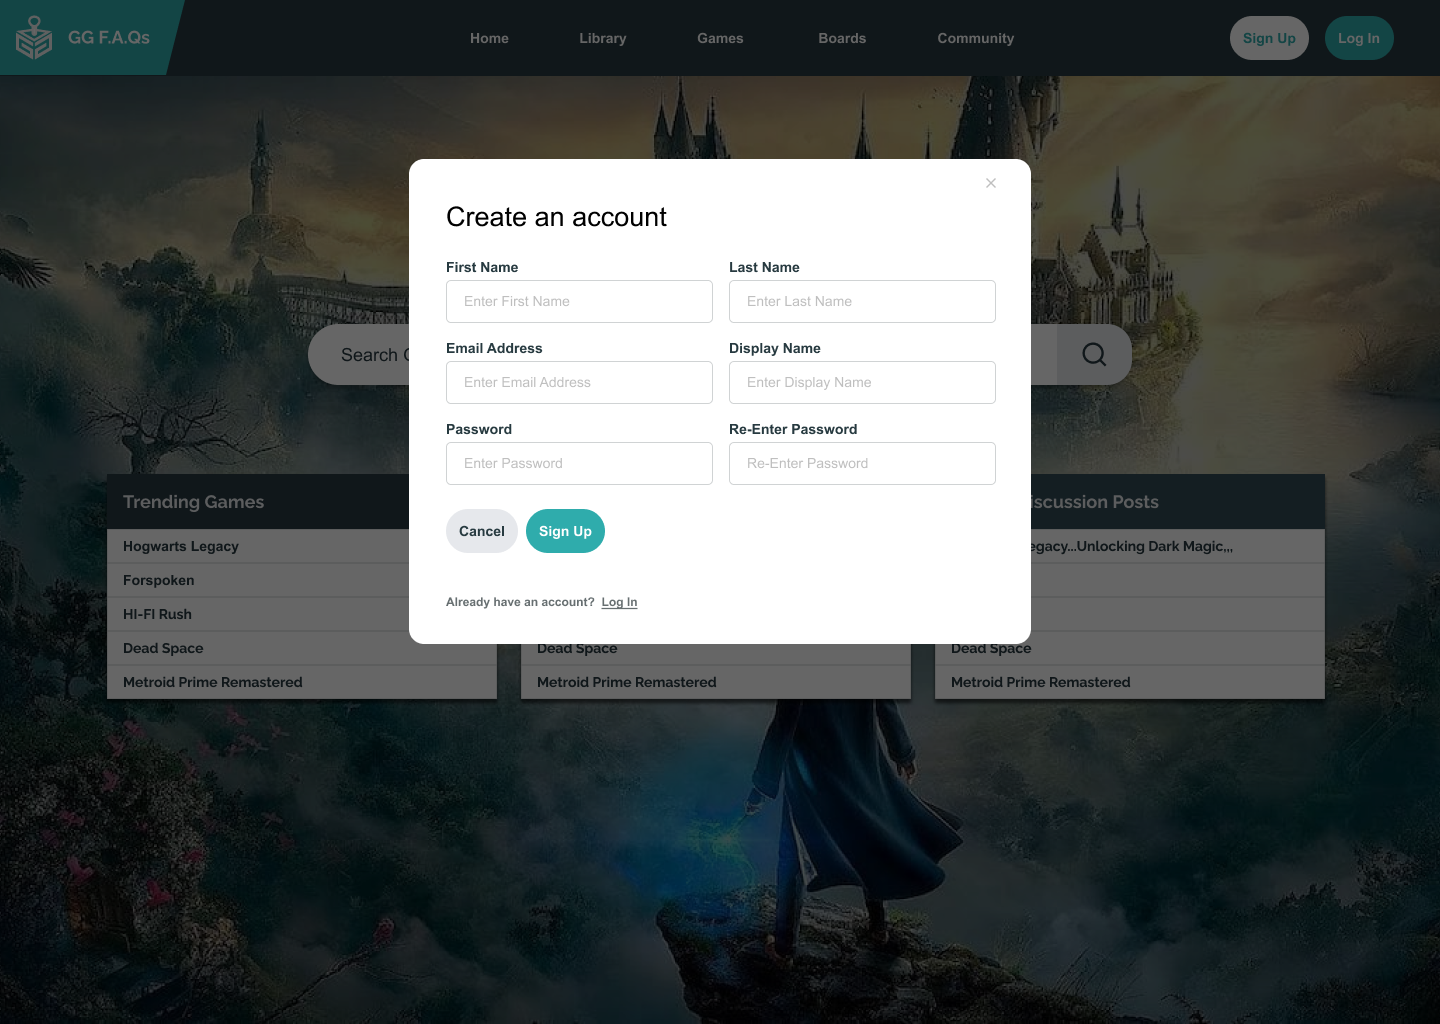 GG F.A.Qs
Home Library Games Boards Community
Sign Up Log In
Create an account
First Name Last Name
Enter First Name Enter Last Name
Search
Email Address Display Name
Enter Email Address Enter Display Name
Password Re-Enter Password
Enter Password Re-Enter Password
Cancel Sign Up
Already have an account? Log In
Trending Games
Hogwarts Legacy
Forspoken
HI-FI Rush
Dead Space
Metroid Prime Remastered
Dead Space
Metroid Prime Remastered
iscussion Posts
egacy...Unlocking Dark Magic,,,
Dead Space
Metroid Prime Remastered